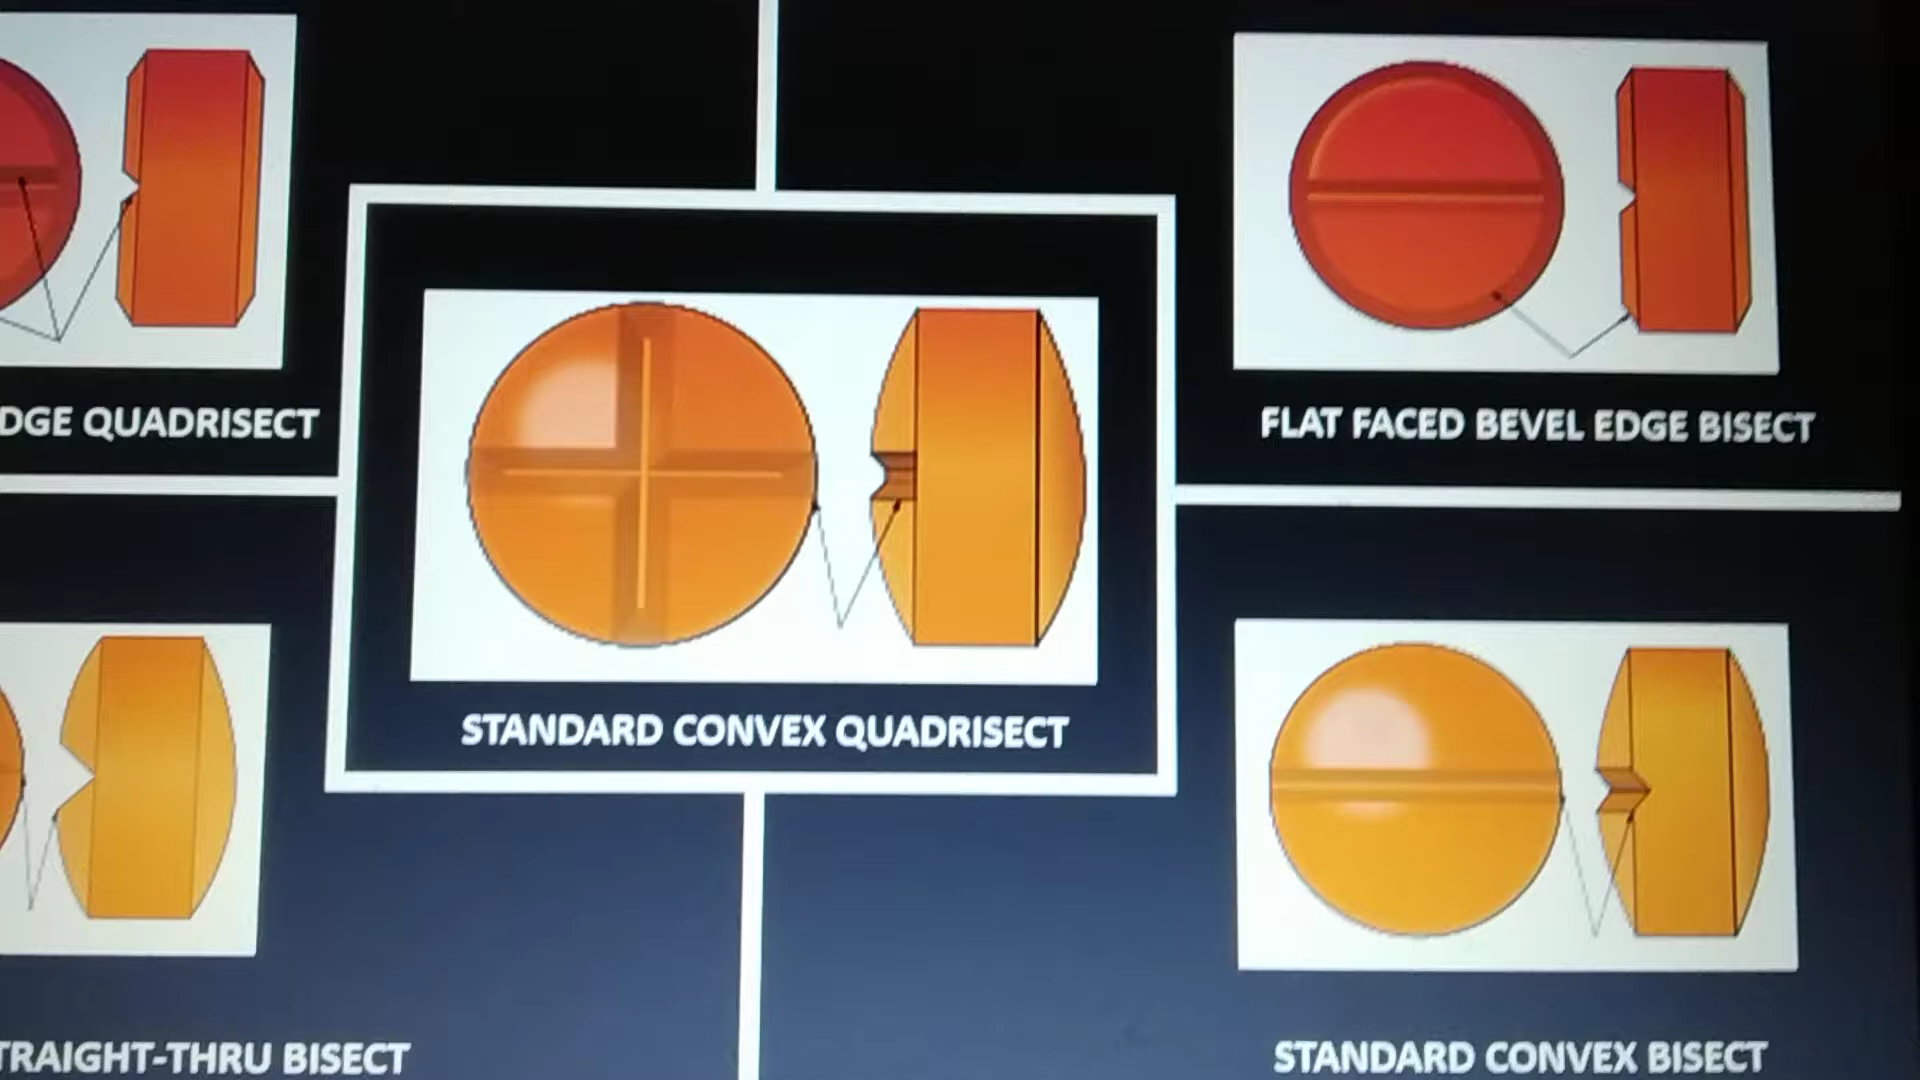 DGE QUADRISECT
FLAT FACED BEVEL EDGE BISECT
STANDARD CONVEX QUADRISECT
TRAIGHT-THRU BISECT
STANDARD CONVEX BISECT